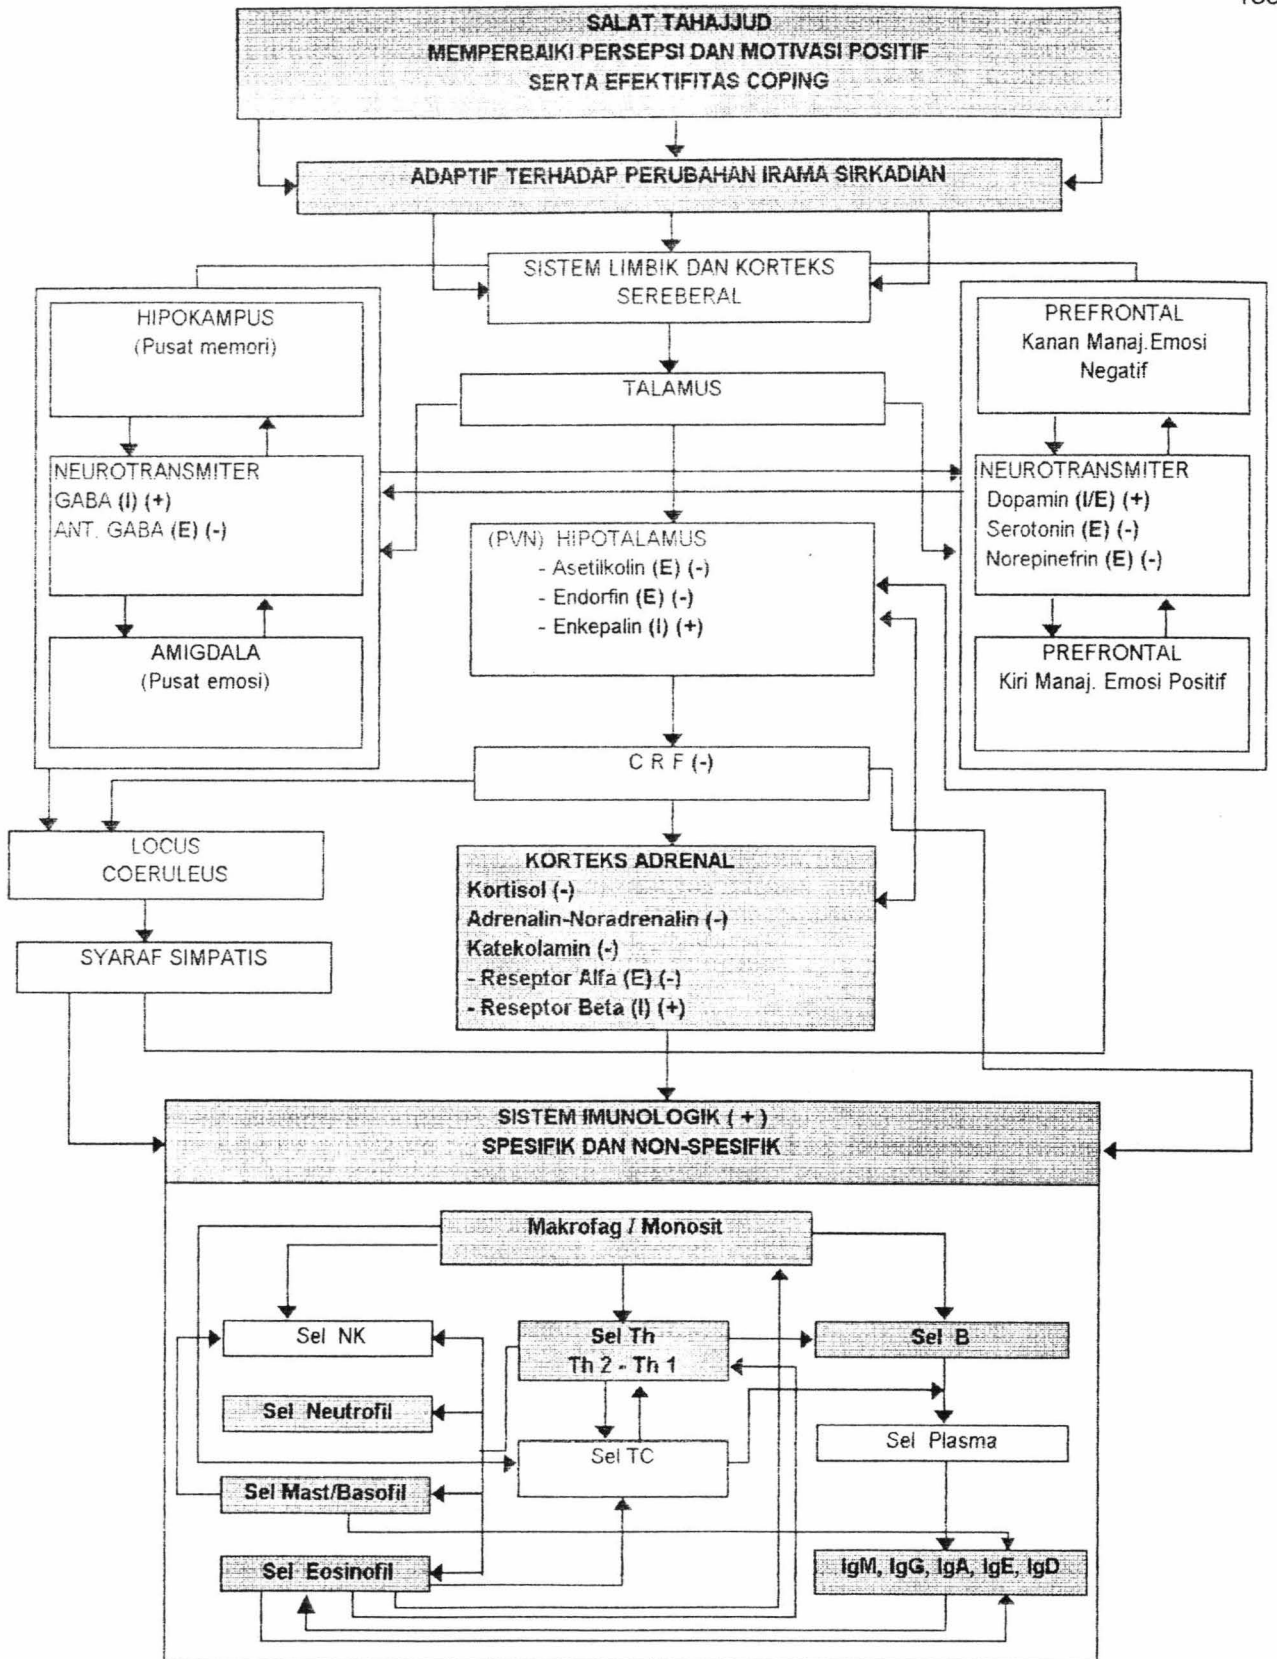 SALAT TAHAJJUD
MEMPERBAIKI PERSEPSI DAN MOTIVASI POSITIF
SERTA EFEKTIFITAS COPING
ADAPTIF TERHADAP PERUBAHAN IRAMA SIRKADIAN
SISTEM LIMBIK DAN KORTEKS
SEREBERAL
HIPOKAMPUS
(Pusat memori)
PREFRONTAL
Kanan Manaj.Emosi
Negatif
TALAMUS
NEUROTRANSMITER
GABA (I) (+)
ANT. GABA (E) (-)
NEUROTRANSMITER
Dopamin (I/E) (+)
Serotonin (E) (-)
Norepinefrin (E) (-)
(PVN) HIPOTALAMUS
- Asetilkolin (E) (-)
- Endorfin (E) (-)
- Enkepalin (I) (+)
AMIGDALA
(Pusat emosi)
PREFRONTAL
Kiri Manaj. Emosi Positif
C R F (-)
LOCUS
COERULEUS
KORTEKS ADRENAL
Kortisol (-)
Adrenalin-Noradrenalin (-)
Katekolamin (-)
- Reseptor Alfa (E) (-)
- Reseptor Beta (I) (+)
SYARAF SIMPATIS
SISTEM IMUNOLOGIK ( + )
SPESIFIK DAN NON-SPESIFIK
Makrofag / Monosit
Sel NK
Sel Th
Th 2 - Th 1
Sel B
Sel Neutrofil
Sel TC
Sel Plasma
Sel Mast/Basofil
Sel Eosinofil
IgM, IgG, IgA, IgE, IgD